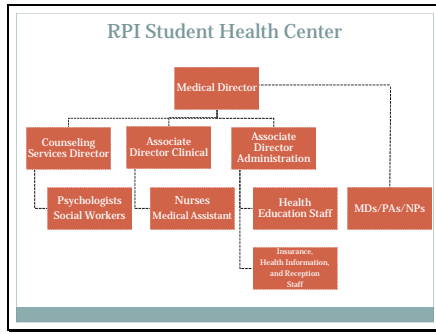 RPI Student Health Center
Medical Director
Counseling
Services Director
Associate
Director Clinical
Associate
Director
Administration
Psychologists
Social Workers
Nurses
Medical Assistant
Health
Education Staff
MDs/PAs/NPs
Insurance,
Health Information,
and Reception
Staff